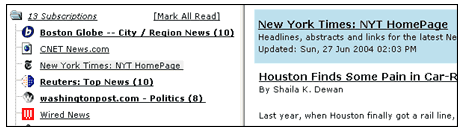 13 Subscriptions [Mark All Read]
Boston Globe -- City / Region News (10)
CNET News.com
New York Times: NYT HomePage
Reuters: Top News (10)
washingtonpost.com - Politics (8)
Wired News
New York Times: NYT HomePage
Headlines, abstracts and links for the latest Ne
Updated: Sun, 27 Jun 2004 02:03 PM
Houston Finds Some Pain in Car-R
By Shaila K. Dewan
Last year, when Houston finally got a rail line,